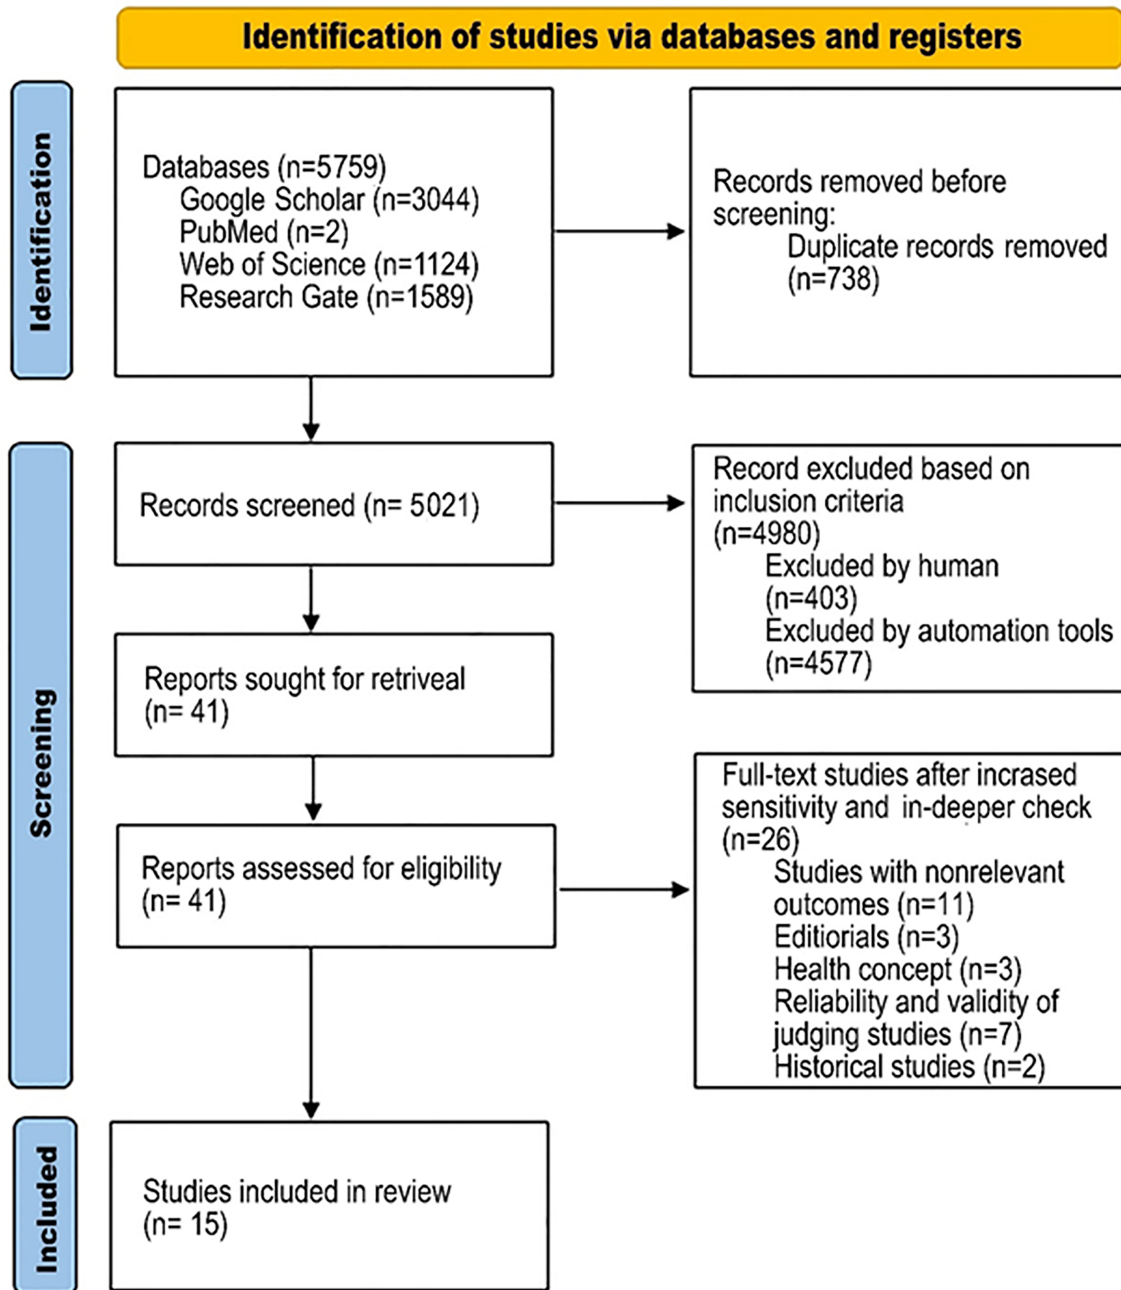 Identification of studies via databases and registers
Identification
Databases (n=5759)
Google Scholar (n=3044)
PubMed (n=2)
Web of Science (n=1124)
Research Gate (n=1589)
Records removed before
screening:
Duplicate records removed
(n=738)
Screening
Records screened (n= 5021)
Record excluded based on
inclusion criteria
(n=4980)
Excluded by human
(n=403)
Excluded by automation tools
(n=4577)
Reports sought for retriveal
(n= 41)
Reports assessed for eligibility
(n= 41)
Full-text studies after incrased
sensitivity and in-deeper check
(n=26)
Studies with nonrelevant
outcomes (n=11)
Editiorials (n=3)
Health concept (n=3)
Reliability and validity of
judging studies (n=7)
Historical studies (n=2)
Included
Studies included in review
(n= 15)